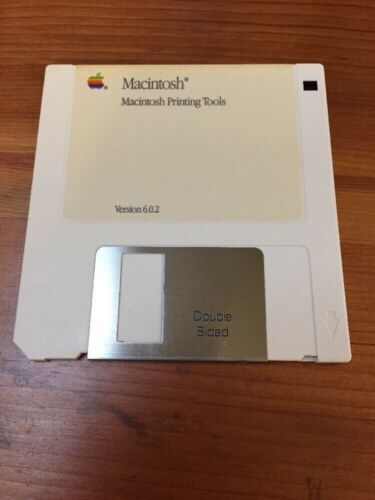 Macintosh®
Macintosh Printing Tools
Version 6.0.2
Double
Sided